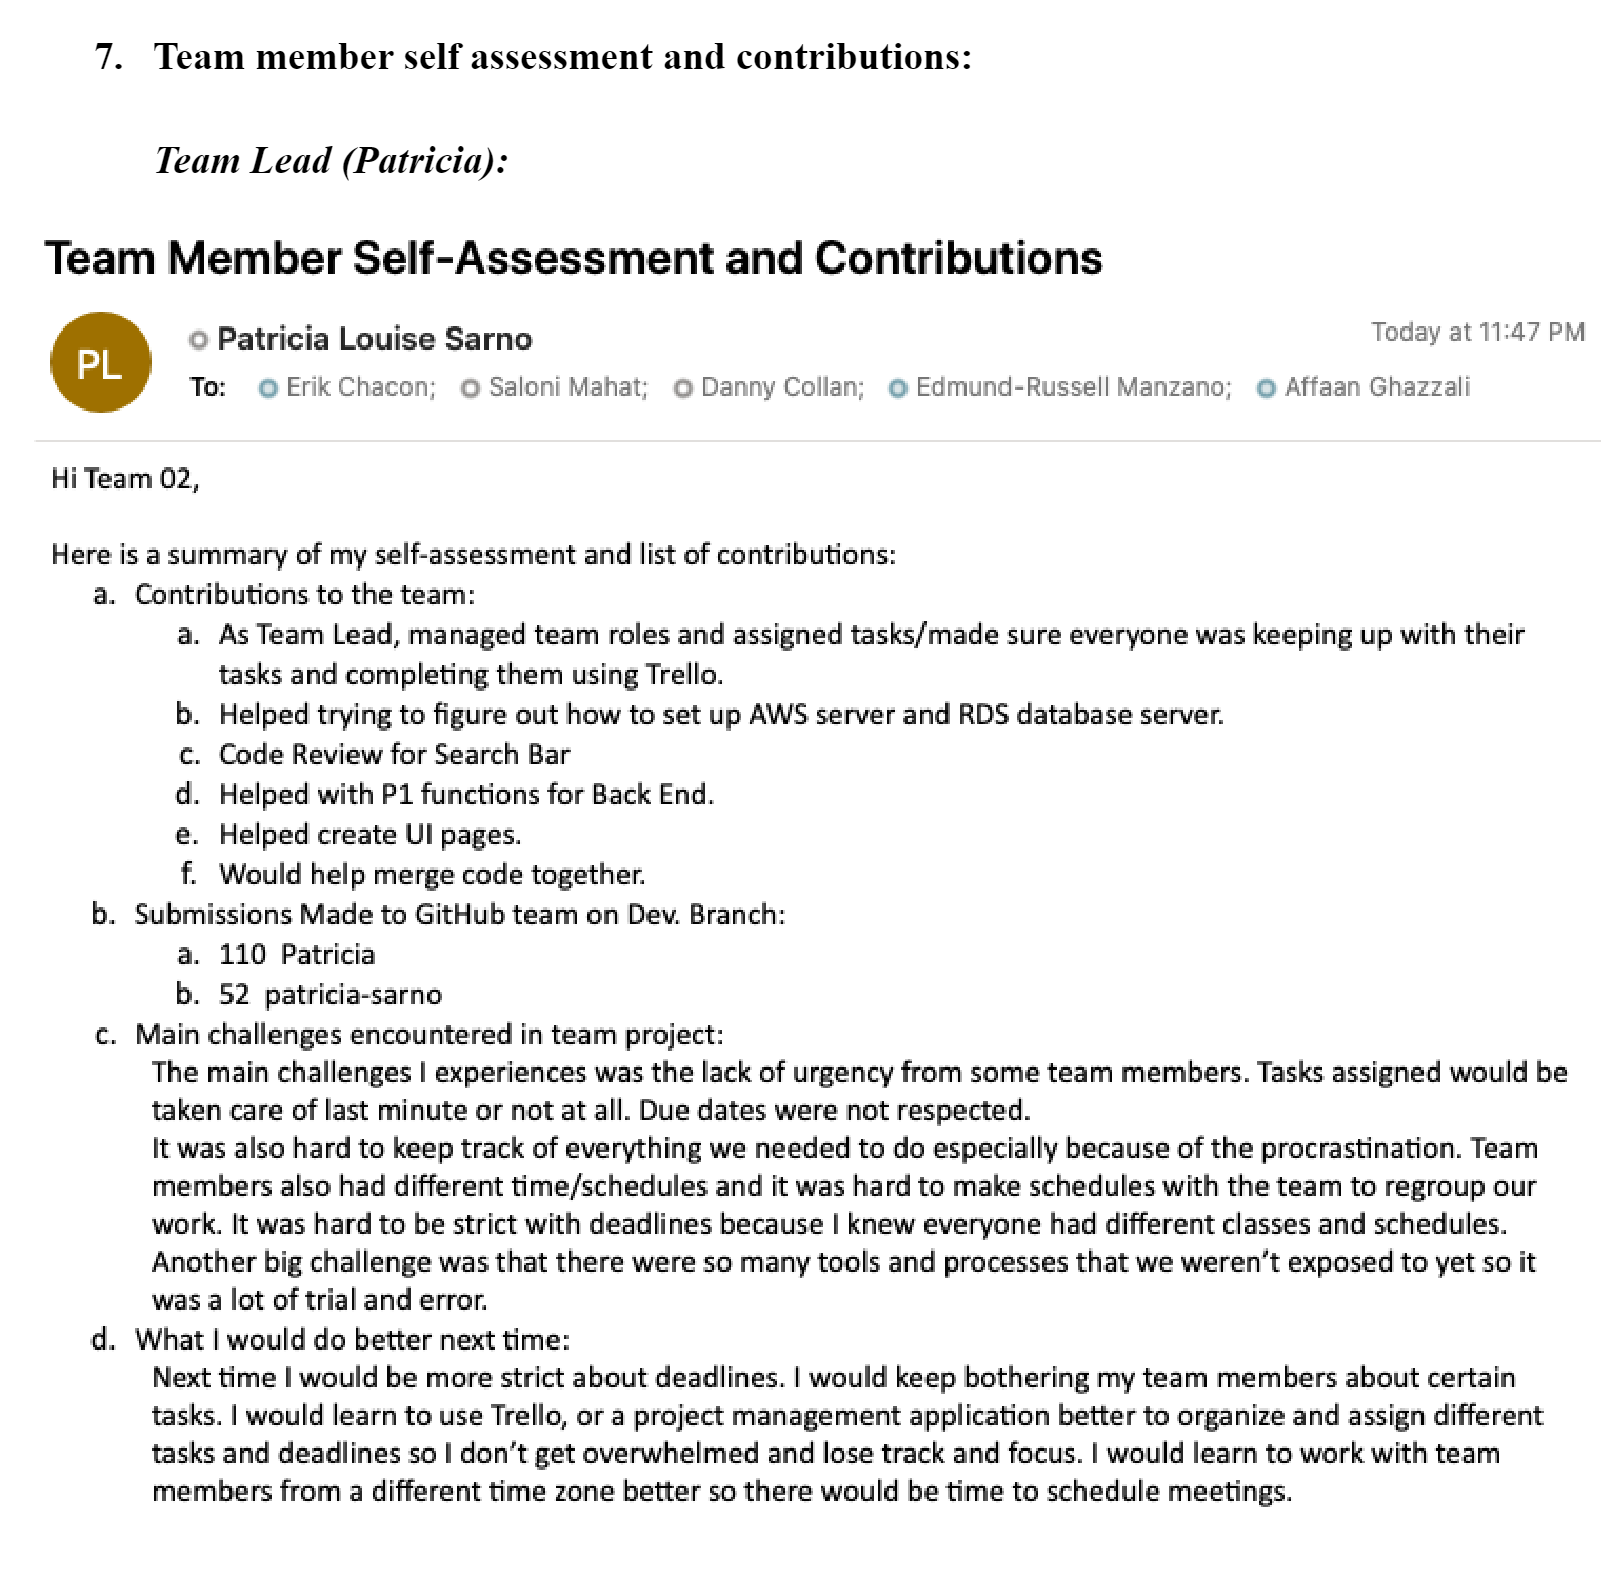 7. Team member self assessment and contributions:
Team Lead (Patricia):
Team Member Self-Assessment and Contributions
PL
Patricia Louise Sarno
Today at 11:47 PM
To: Erik Chacon; Saloni Mahat; Danny Collan; Edmund-Russell Manzano; Affaan Ghazzali
Hi Team 02,
Here is a summary of my self-assessment and list of contributions:
a. Contributions to the team:
a. As Team Lead, managed team roles and assigned tasks/made sure everyone was keeping up with their
tasks and completing them using Trello.
b. Helped trying to figure out how to set up AWS server and RDS database server.
c. Code Review for Search Bar
d. Helped with P1 functions for Back End.
e. Helped create UI pages.
f. Would help merge code together.
b. Submissions Made to GitHub team on Dev. Branch:
a. 110 Patricia
b. 52 patricia-sarno
c. Main challenges encountered in team project:
The main challenges I experiences was the lack of urgency from some team members. Tasks assigned would be
taken care of last minute or not at all. Due dates were not respected.
It was also hard to keep track of everything we needed to do especially because of the procrastination. Team
members also had different time/schedules and it was hard to make schedules with the team to regroup our
work. It was hard to be strict with deadlines because I knew everyone had different classes and schedules.
Another big challenge was that there were so many tools and processes that we weren't exposed to yet so it
was a lot of trial and error.
d. What I would do better next time:
Next time I would be more strict about deadlines. I would keep bothering my team members about certain
tasks. I would learn to use Trello, or a project management application better to organize and assign different
tasks and deadlines so I don't get overwhelmed and lose track and focus. I would learn to work with team
members from a different time zone better so there would be time to schedule meetings.